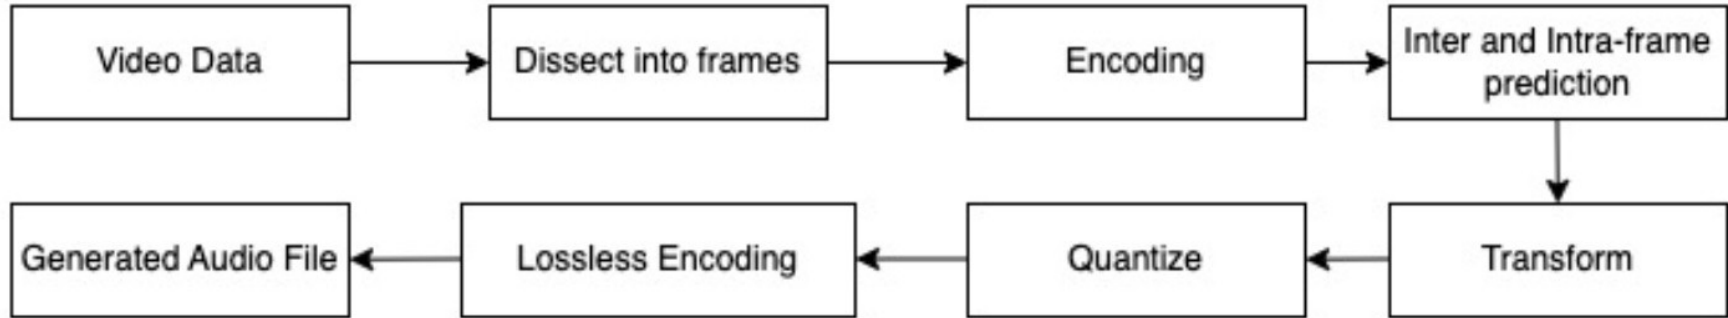 Video Data
Dissect into frames
Encoding
Inter and Intra-frame
prediction
Generated Audio File
Lossless Encoding
Quantize
Transform